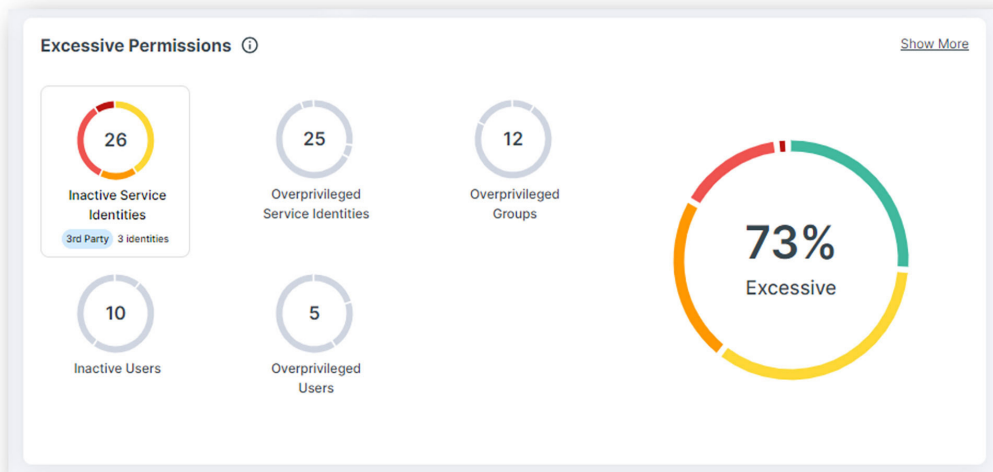 Excessive Permissions
Show More
26
Inactive Service
Identities
3rd Party 3 identities
25
Overprivileged
Service Identities
12
Overprivileged
Groups
10
Inactive Users
5
Overprivileged
Users
73%
Excessive